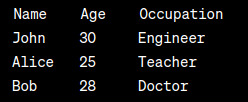 Name Age Occupation
John 30 Engineer
Alice 25 Teacher
Bob 28 Doctor